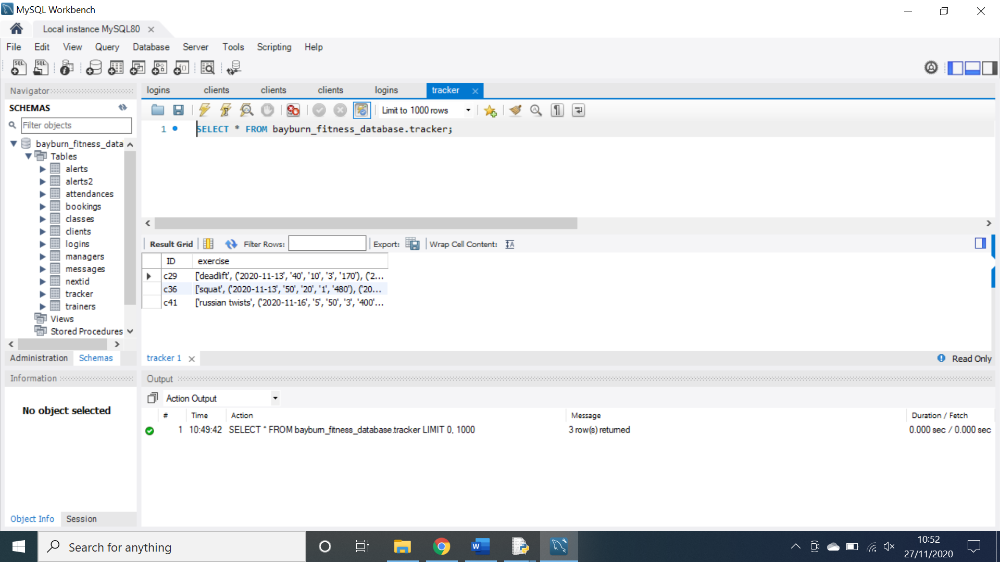 MySQL Workbench
Local instance MySQL80
File Edit View Query Database Server Tools Scripting Help
Navigator
SCHEMAS
Filter objects
bayburn_fitness_data
Tables
alerts
alerts2
attendances
bookings
classes
clients
logins
managers
messages
nextid
tracker
trainers
Views
Stored Procedures
Administration Schemas
Information
No object selected
Object Info Session
logins clients clients clients logins tracker
Limit to 1000 rows
1 SELECT * FROM bayburn_fitness_database.tracker;
Result Grid Filter Rows: Export: Wrap Cell Content:
ID exercise
c29 ['deadlift', ('2020-11-13', '40', '10', '3', '170'), ('2...
c36 ['squat', ('2020-11-13', '50', '20', '1', '480'), ('20...
c41 ['russian twists', ('2020-11-16', '5', '50', '3', '400'...
tracker 1 Read Only
Output
Action Output
# Time Action Message Duration / Fetch
1 10:49:42 SELECT * FROM bayburn_fitness_database.tracker LIMIT 0, 1000 3 row(s) returned 0.000 sec / 0.000 sec
Search for anything
10:52
27/11/2020